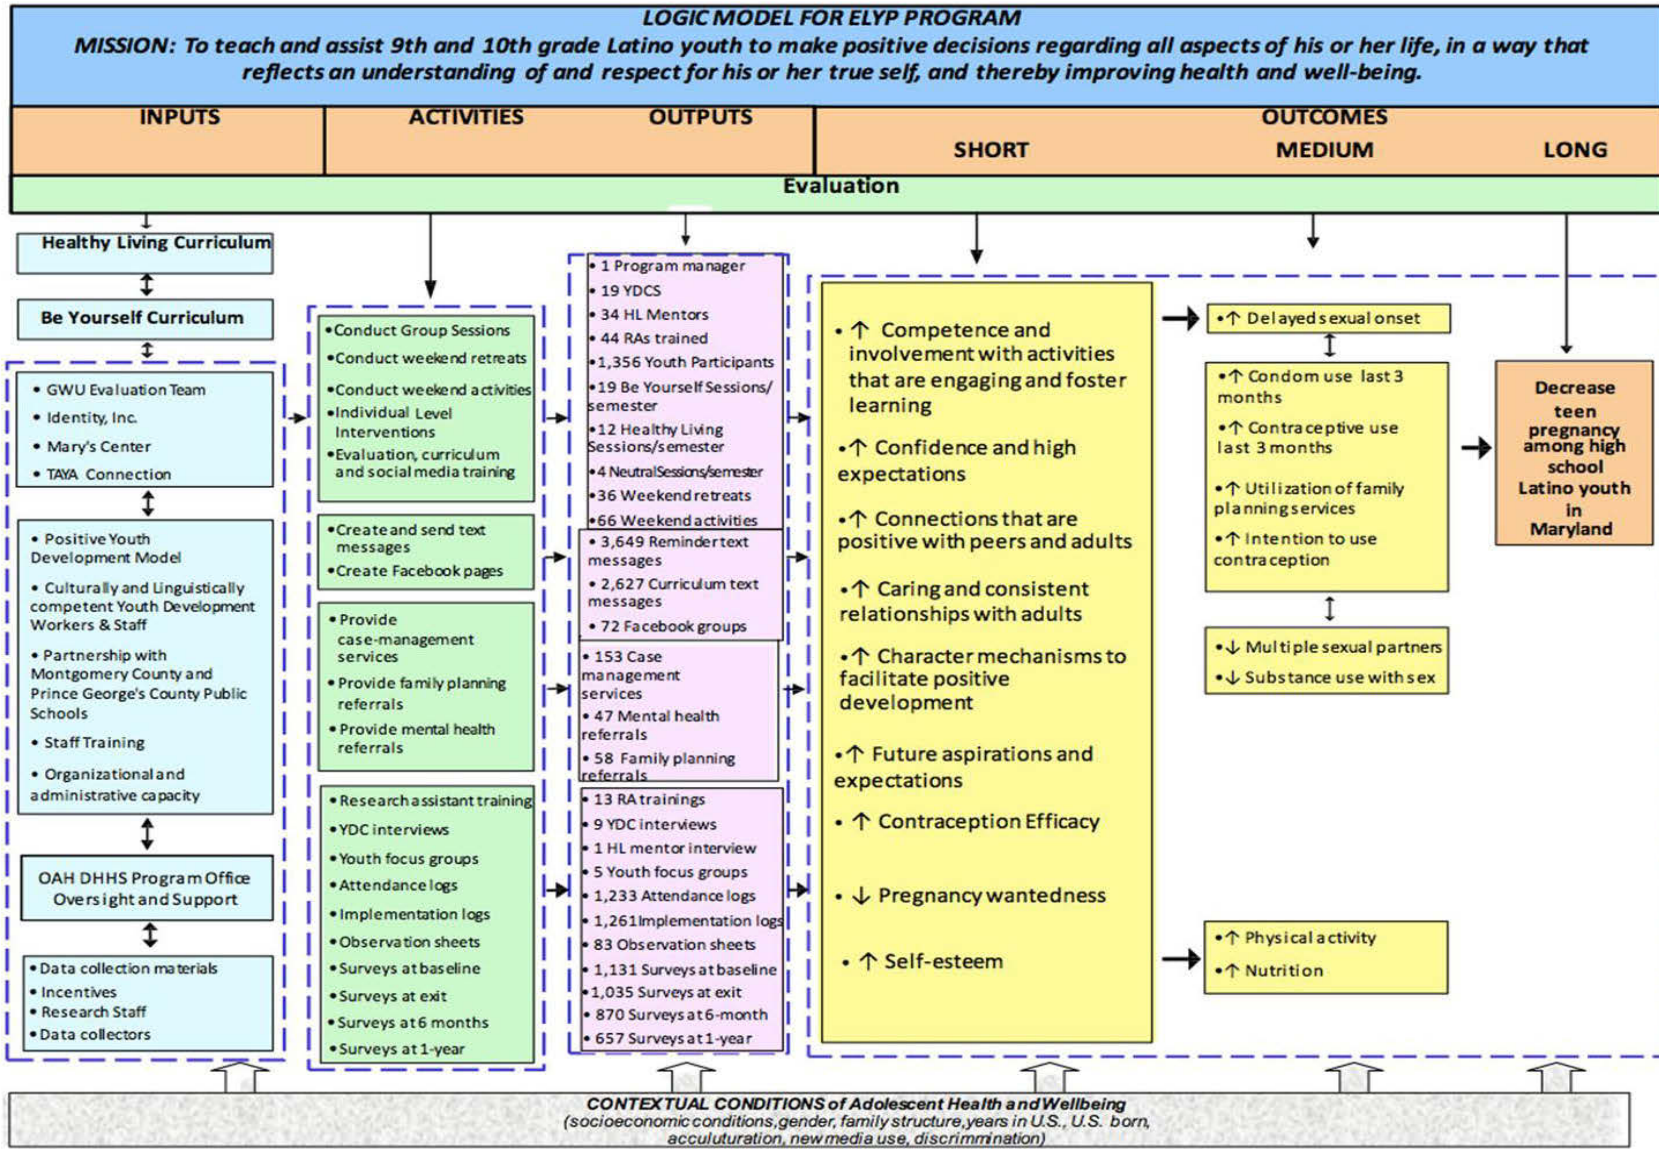 LOGIC MODEL FOR ELYP PROGRAM
MISSION: To teach and assist 9th and 10th grade Latino youth to make positive decisions regarding all aspects of his or her life, in a way that
reflects an understanding of and respect for his or her true self, and thereby improving health and well-being.
INPUTS
ACTIVITIES
OUTPUTS
OUTCOMES
SHORT
MEDIUM
LONG
Evaluation
Healthy Living Curriculum
Be Yourself Curriculum
• GWU Evaluation Team
• Identity, Inc.
• Mary's Center
• TAYA Connection
• Positive Youth
Development Model
• Culturally and Linguistically
competent Youth Development
Workers & Staff
• Partnership with
Montgomery County and
Prince George's County Public
Schools
• Staff Training
• Organizational and
administrative capacity
OAH DHHS Program Office
Oversight and Support
• Data collection materials
• Incentives
• Research Staff
• Data collectors
• Conduct Group Sessions
• Conduct weekend retreats
• Conduct weekend activities
• Individual Level
Interventions
• Evaluation, curriculum
and social media training
• Create and send text
messages
• Create Facebook pages
• Provide
case-management
services
• Provide family planning
referrals
• Provide mental health
referrals
• Research assistant training
• YDC interviews
• Youth focus groups
• Attendance logs
• Implementation logs
• Observation sheets
• Surveys at baseline
• Surveys at exit
• Surveys at 6 months
• Surveys at 1-year
• 1 Program manager
• 19 YDCS
• 34 HL Mentors
• 44 RAs trained
• 1,356 Youth Participants
• 19 Be Yourself Sessions/
semester
• 12 Healthy Living
Sessions/semester
• 4 Neutral Sessions/semester
• 36 Weekend retreats
• 66 Weekend activities
• 3,649 Reminder text
messages
• 2,627 Curriculum text
messages
• 72 Facebook groups
• 153 Case
management
services
• 47 Mental health
referrals
• 58 Family planning
referrals
• 13 RA trainings
• 9 YDC interviews
• 1 HL mentor interview
• 5 Youth focus groups
• 1,233 Attendance logs
• 1,261 Implementation logs
• 83 Observation sheets
• 1,131 Surveys at baseline
• 1,035 Surveys at exit
• 870 Surveys at 6-month
• 657 Surveys at 1-year
• ↑ Competence and
involvement with activities
that are engaging and foster
learning
• ↑ Confidence and high
expectations
• ↑ Connections that are
positive with peers and adults
• ↑ Caring and consistent
relationships with adults
• ↑ Character mechanisms to
facilitate positive
development
• ↑ Future aspirations and
expectations
• ↑ Contraception Efficacy
• ↓ Pregnancy wantedness
• ↑ Self-esteem
• ↑ Delayed sexual onset
• ↑ Condom use last 3
months
• ↑ Contraceptive use
last 3 months
• ↑ Utilization of family
planning services
• ↑ Intention to use
contraception
• ↓ Multiple sexual partners
• ↓ Substance use with sex
• ↑ Physical activity
• ↑ Nutrition
Decrease
teen
pregnancy
among high
school
Latino youth
in
Maryland
CONTEXTUAL CONDITIONS of Adolescent Health and Wellbeing
(socioeconomic conditions, gender, family structure, years in U.S., U.S. born,
acculuturation, new media use, discrimmination)